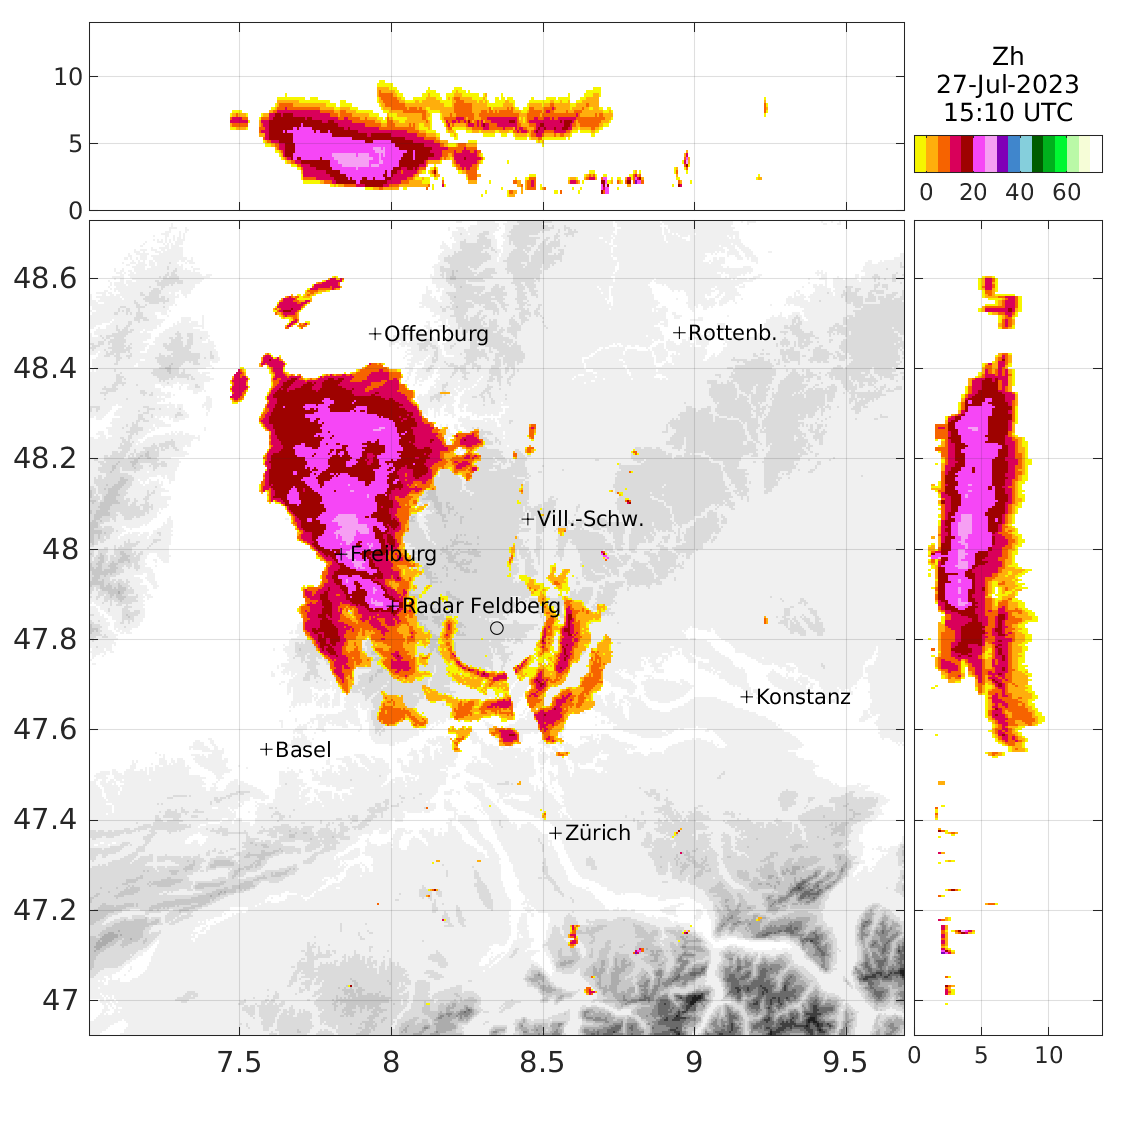 Zh
27-Jul-2023
15:10 UTC
0 20 40 60
10
5
0
48.6
48.4
48.2
48
47.8
47.6
47.4
47.2
47
+Offenburg
+Rottenb.
+Vill.-Schw.
+Freiburg
+Radar Feldberg
+Konstanz
+Basel
+Zürich
7.5 8 8.5 9 9.5
0 5 10